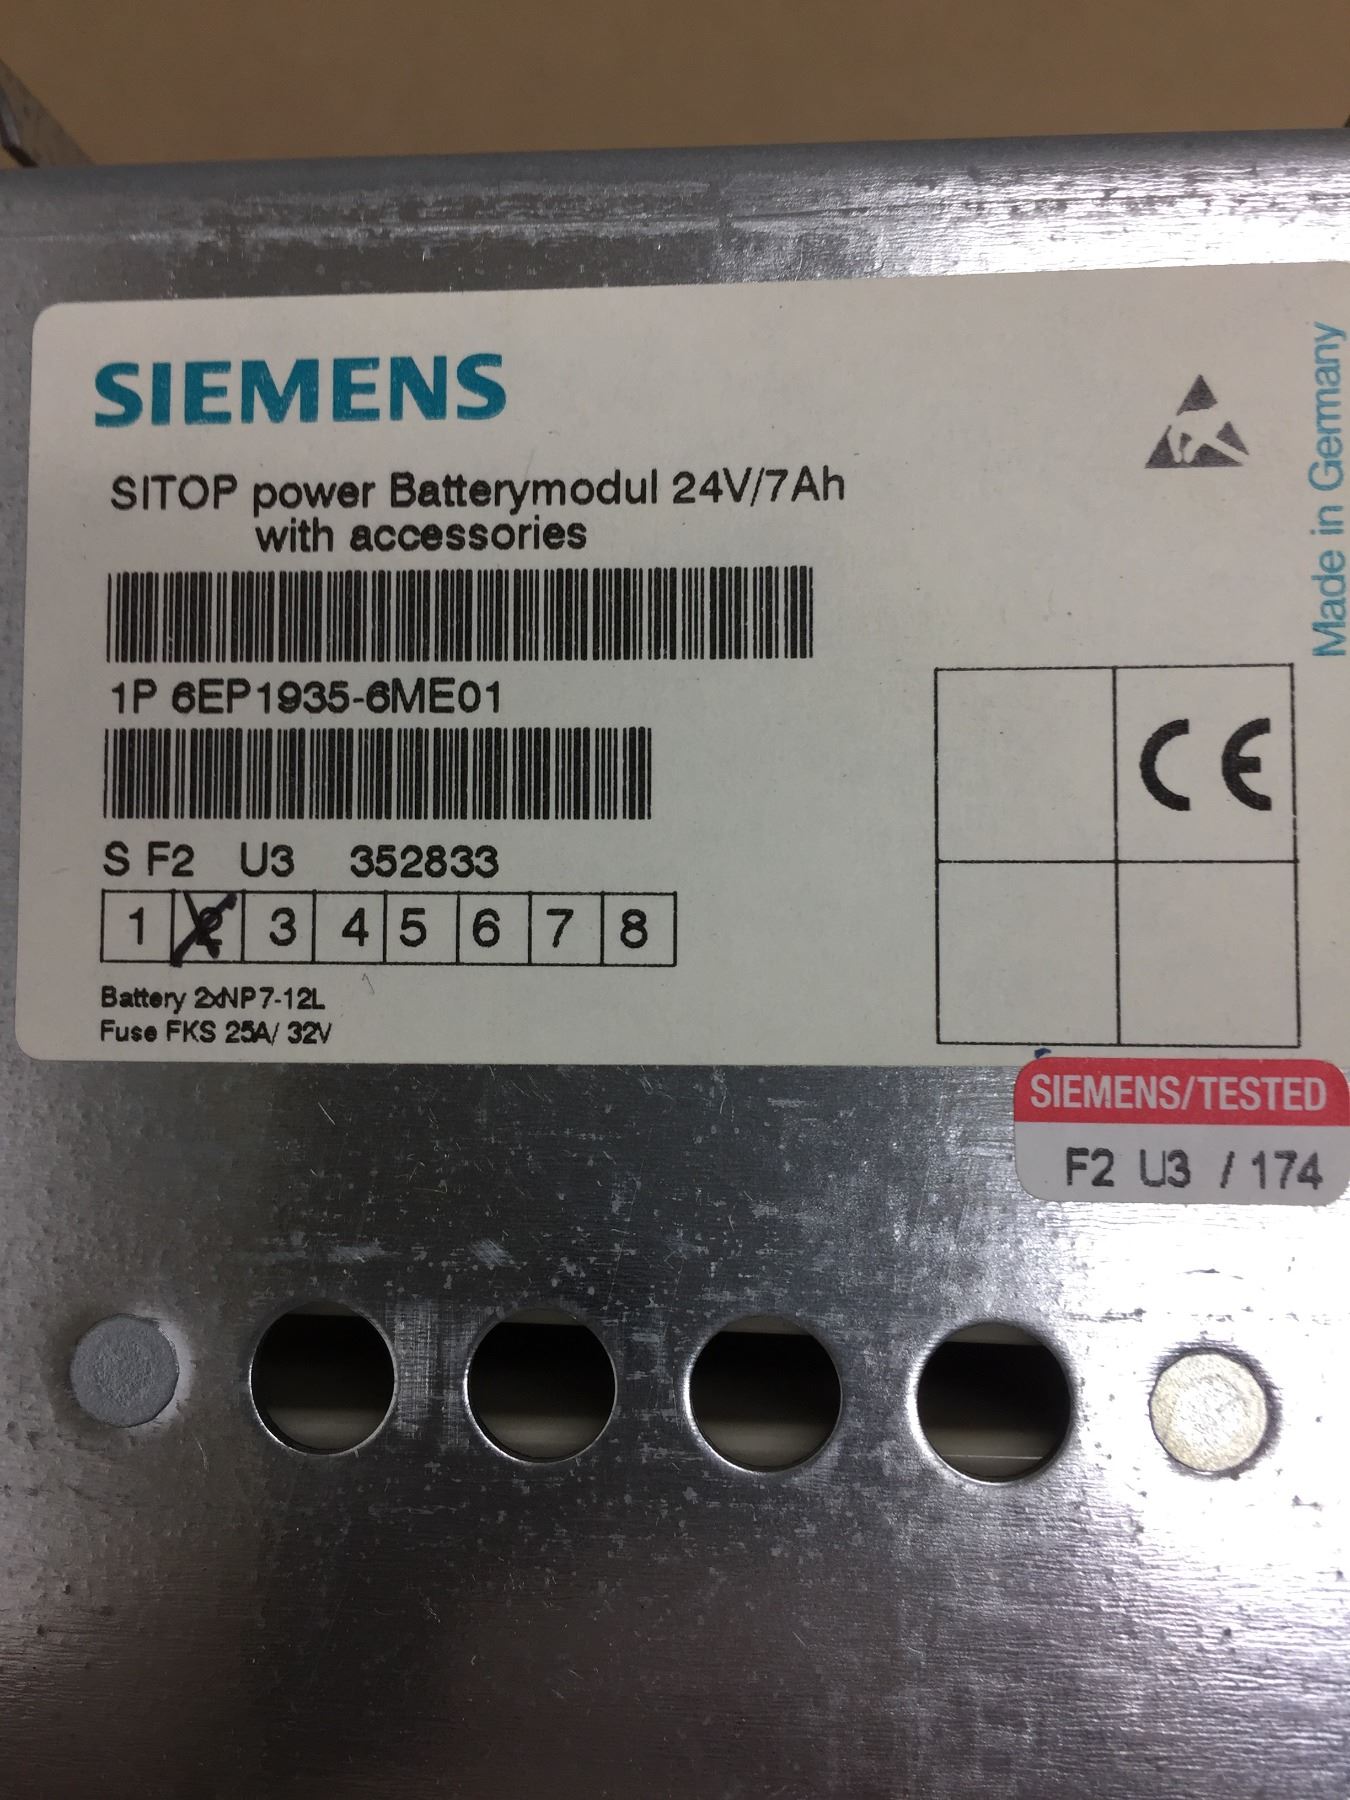 SIEMENS
SITOP power Batterymodul 24V/7Ah
with accessories
1P 6EP1935-6ME01
S F2 U3 352833
1 2 3 4 5 6 7 8
Battery 2xNP7-12L
Fuse FKS 25A/ 32V
CE
Made in Germany
SIEMENS/TESTED
F2 U3 / 174